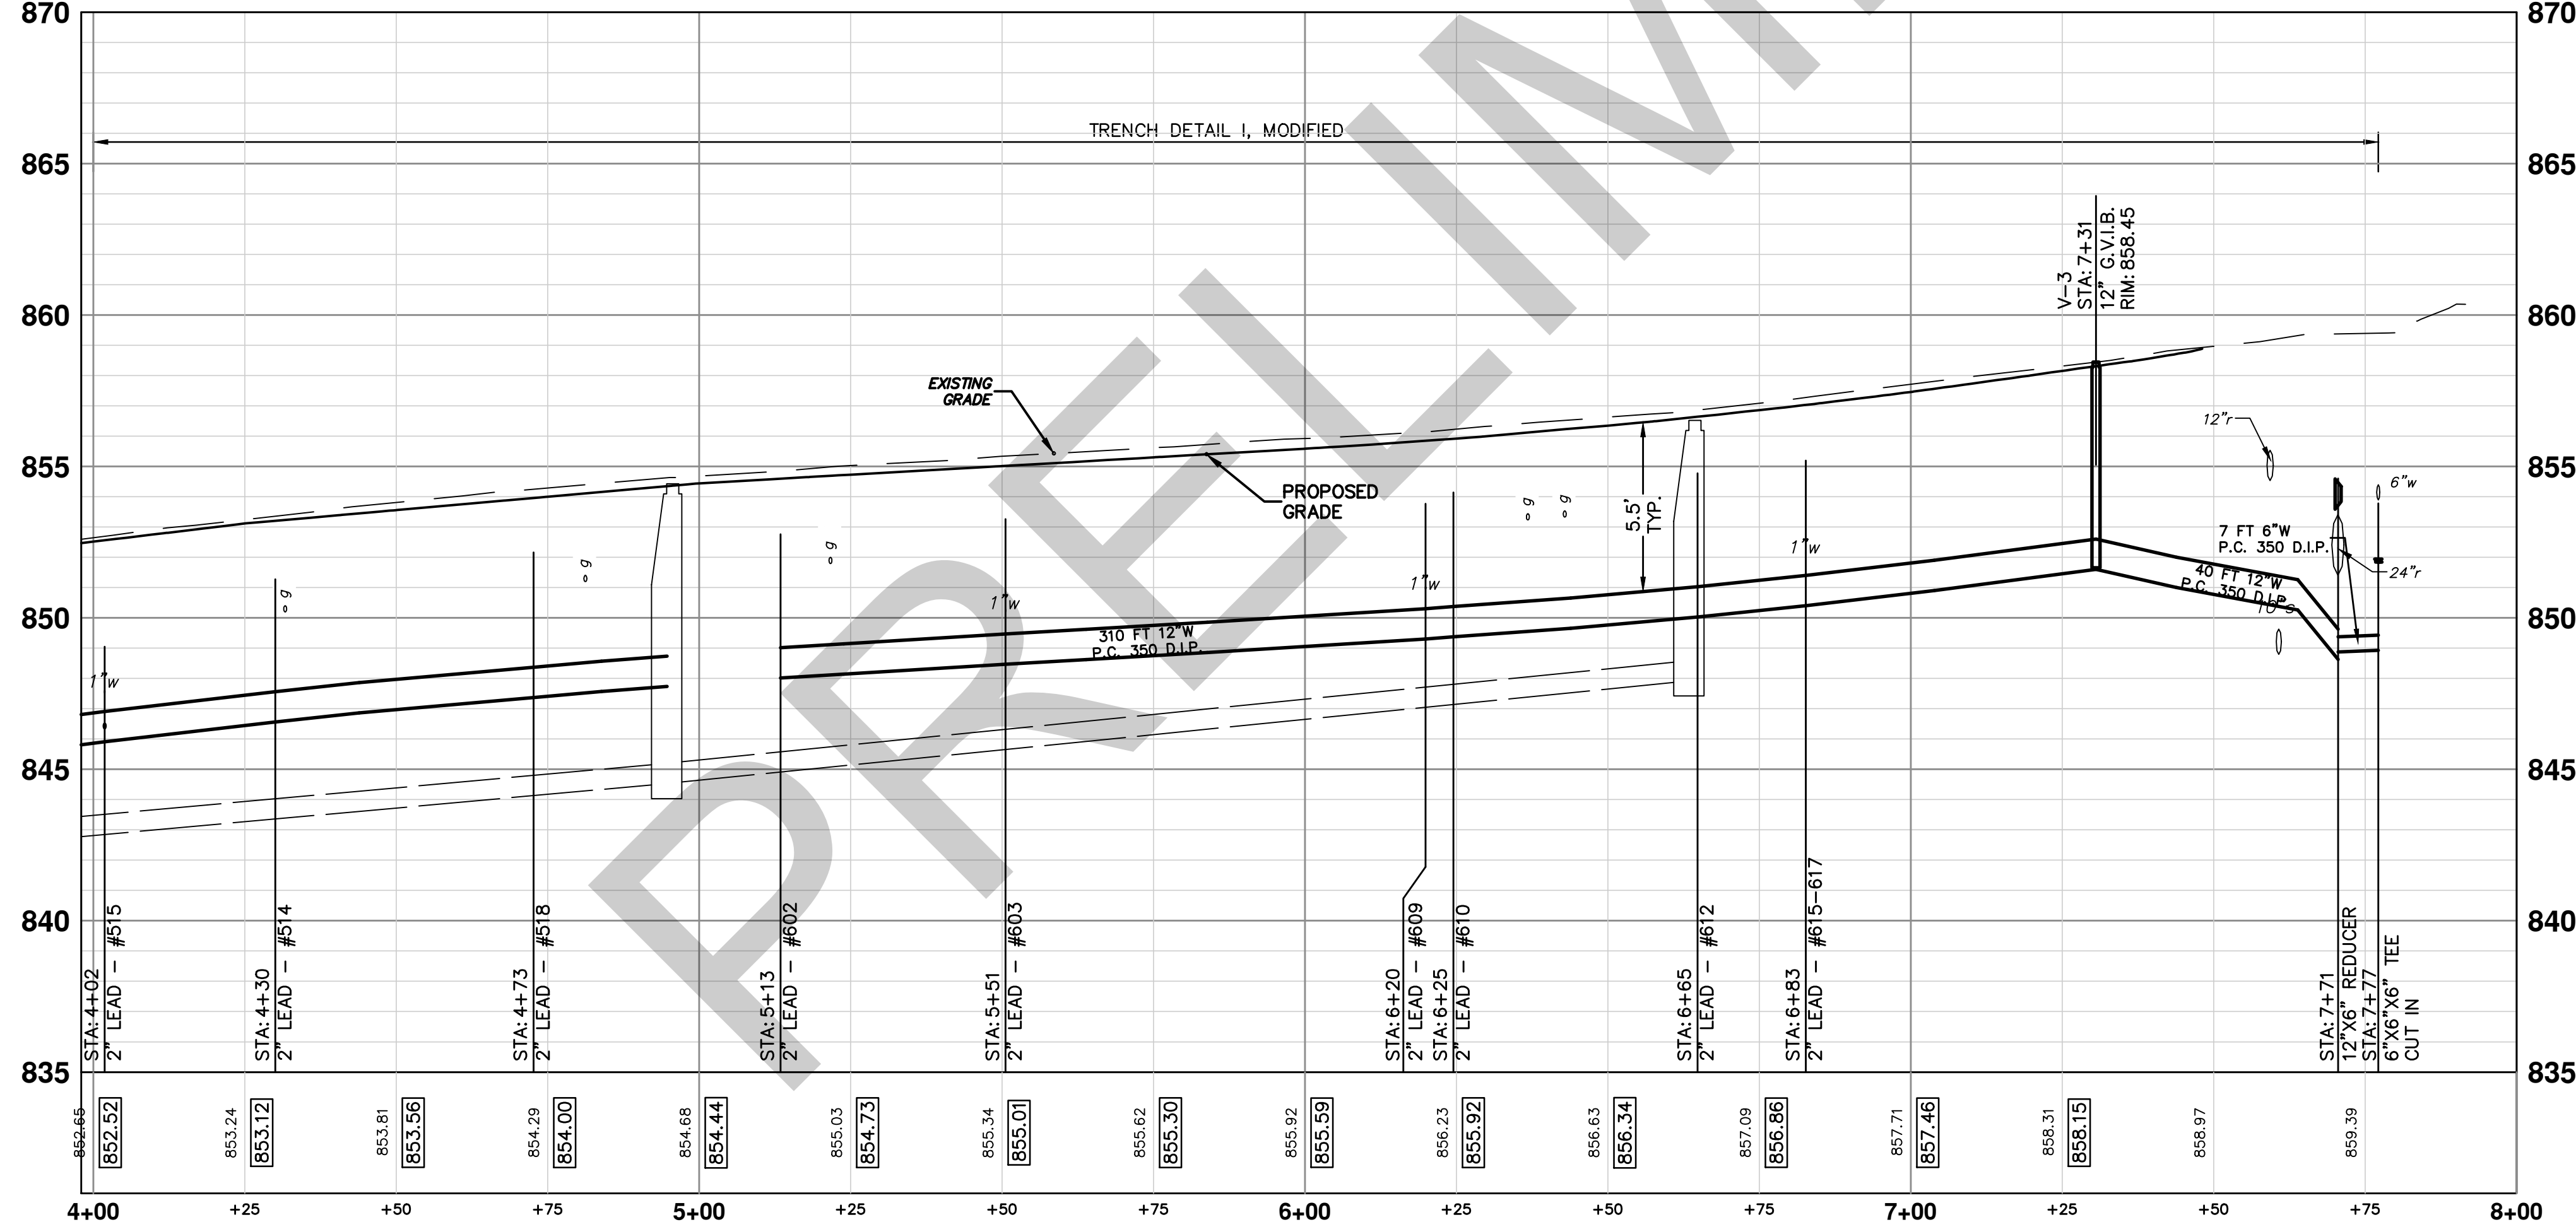 870
870
TRENCH DETAIL I, MODIFIED
865
865
V-3
STA: 7+31
12" G.V.I.B.
RIM: 858.45
860
860
EXISTING
GRADE
12"r
PROPOSED
GRADE
855
855
5.5'
TYP.
6"w
g
g
g
g
g
7 FT 6"W
P.C. 350 D.I.P.
24"r
40 FT 12"W
P.C. 350 D.I.P.
10"S
1"w
1"w
1"w
1"w
850
850
310 FT 12"W
P.C. 350 D.I.P.
845
845
840
840
STA: 4+02
2" LEAD - #515
STA: 4+30
2" LEAD - #514
STA: 4+73
2" LEAD - #518
STA: 5+13
2" LEAD - #602
STA: 5+51
2" LEAD - #603
STA: 6+20
2" LEAD - #609
STA: 6+25
2" LEAD - #610
STA: 6+65
2" LEAD - #612
STA: 6+83
2" LEAD - #615-617
STA: 7+71
12"X6" REDUCER
STA: 7+77
6"X6"X6" TEE
CUT IN
835
835
852.65
852.52
853.24
853.12
853.81
853.56
854.29
854.00
854.68
854.44
855.03
854.73
855.34
855.01
855.62
855.30
855.92
855.59
856.23
855.92
856.63
856.34
857.09
856.86
857.71
857.46
858.31
858.15
858.97
859.39
4+00 +25 +50 +75 5+00 +25 +50 +75 6+00 +25 +50 +75 7+00 +25 +50 +75 8+00